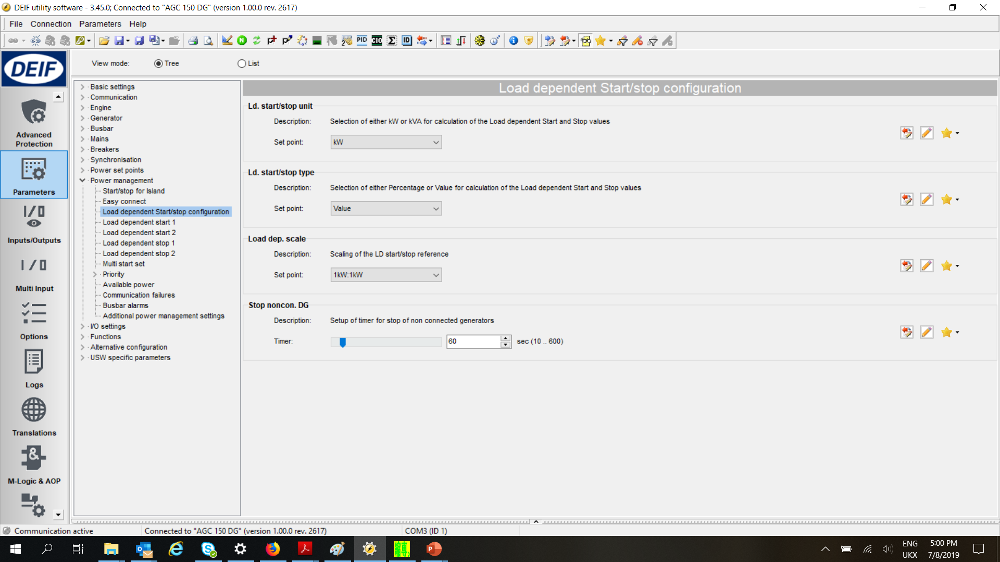 DEIF utility software - 3.45.0; Connected to "AGC 150 DG" (version 1.00.0 rev. 2617)
File Connection Parameters Help
PID CIO Σ ID
DEIF
View mode: Tree List
Advanced
Protection
Parameters
Inputs/Outputs
Multi Input
Options
Logs
Translations
M-Logic & AOP
Basic settings
Communication
Engine
Generator
Busbar
Mains
Breakers
Synchronisation
Power set points
Power management
Start/stop for Island
Easy connect
Load dependent Start/stop configuration
Load dependent start 1
Load dependent start 2
Load dependent stop 1
Load dependent stop 2
Multi start set
Priority
Available power
Communication failures
Busbar alarms
Additional power management settings
I/O settings
Functions
Alternative configuration
USW specific parameters
Load dependent Start/stop configuration
Ld. start/stop unit
Description: Selection of either kW or kVA for calculation of the Load dependent Start and Stop values
Set point: kW
Ld. start/stop type
Description: Selection of either Percentage or Value for calculation of the Load dependent Start and Stop values
Set point: Value
Load dep. scale
Description: Scaling of the LD start/stop reference
Set point: 1kW:1kW
Stop noncon. DG
Description: Setup of timer for stop of non connected generators
Timer: 60 sec (10 .. 600)
Communication active Connected to "AGC 150 DG" (version 1.00.0 rev. 2617) COM3 (ID 1)
ENG 5:00 PM
UKX 7/8/2019